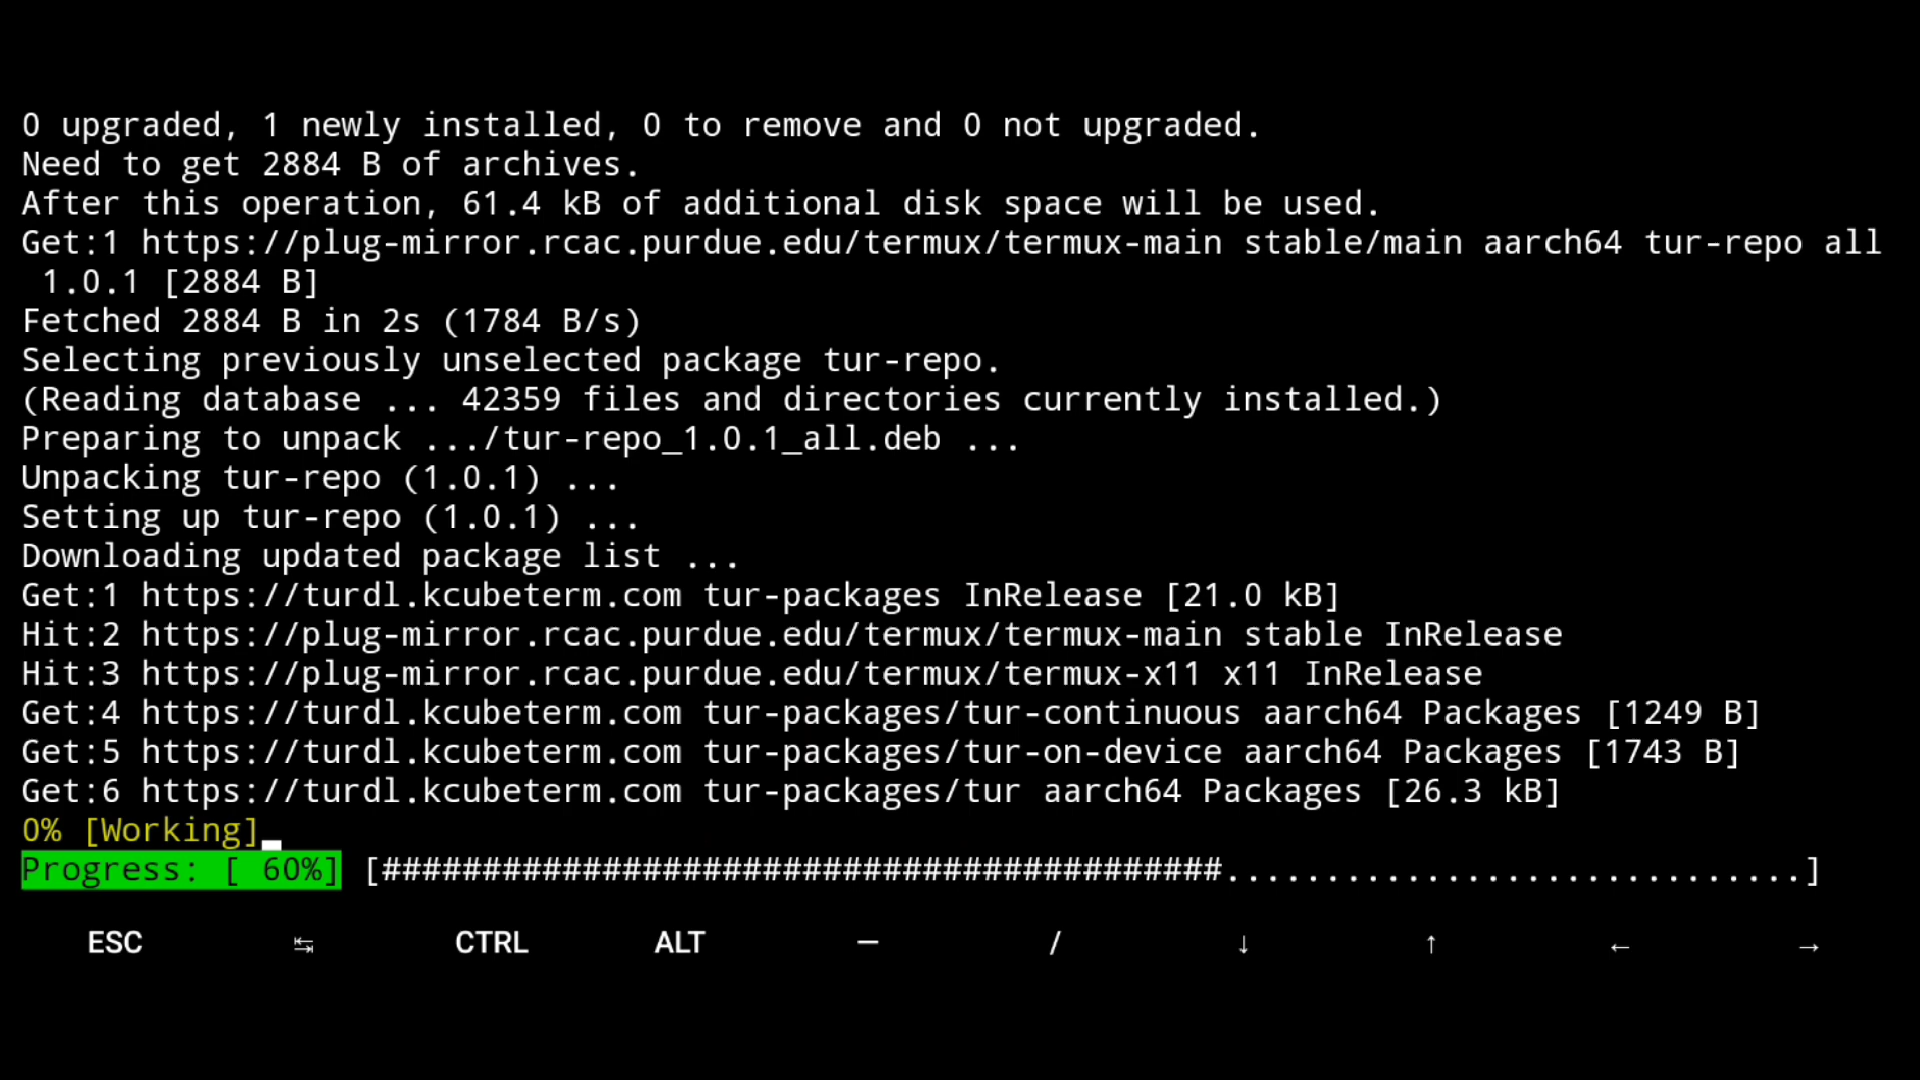 0 upgraded, 1 newly installed, 0 to remove and 0 not upgraded.
Need to get 2884 B of archives.
After this operation, 61.4 kB of additional disk space will be used.
Get:1 https://plug-mirror.rcac.purdue.edu/termux/termux-main stable/main aarch64 tur-repo all
 1.0.1 [2884 B]
Fetched 2884 B in 2s (1784 B/s)
Selecting previously unselected package tur-repo.
(Reading database ... 42359 files and directories currently installed.)
Preparing to unpack .../tur-repo_1.0.1_all.deb ...
Unpacking tur-repo (1.0.1) ...
Setting up tur-repo (1.0.1) ...
Downloading updated package list ...
Get:1 https://turdl.kcubeterm.com tur-packages InRelease [21.0 kB]
Hit:2 https://plug-mirror.rcac.purdue.edu/termux/termux-main stable InRelease
Hit:3 https://plug-mirror.rcac.purdue.edu/termux/termux-x11 x11 InRelease
Get:4 https://turdl.kcubeterm.com tur-packages/tur-continuous aarch64 Packages [1249 B]
Get:5 https://turdl.kcubeterm.com tur-packages/tur-on-device aarch64 Packages [1743 B]
Get:6 https://turdl.kcubeterm.com tur-packages/tur aarch64 Packages [26.3 kB]
0% [Working]
Progress: [ 60%] [##########################################.............................]
ESC ↹ CTRL ALT — / ↓ ↑ ← →